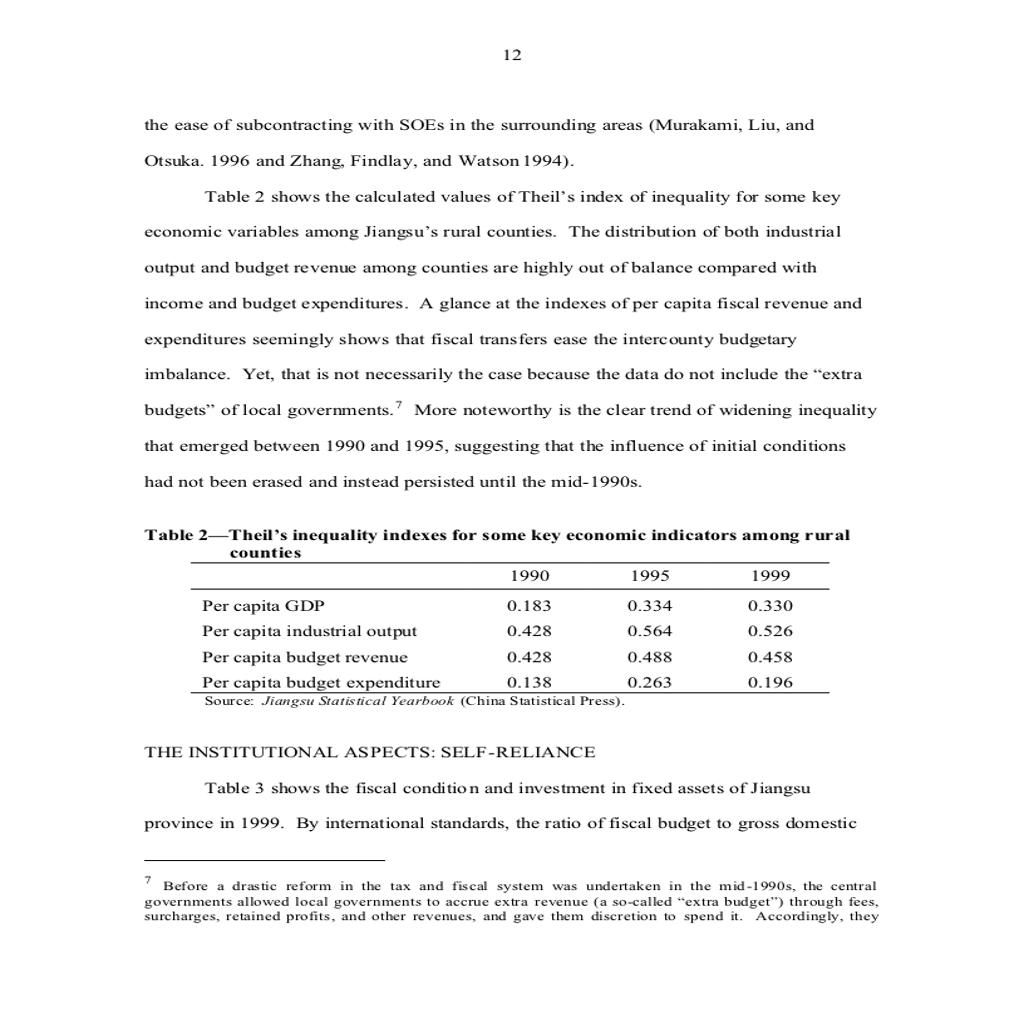 12
the ease of subcontracting with SOEs in the surrounding areas (Murakami, Liu, and
Otsuka. 1996 and Zhang, Findlay, and Watson 1994).
Table 2 shows the calculated values of Theil’s index of inequality for some key
economic variables among Jiangsu’s rural counties. The distribution of both industrial
output and budget revenue among counties are highly out of balance compared with
income and budget expenditures. A glance at the indexes of per capita fiscal revenue and
expenditures seemingly shows that fiscal transfers ease the intercounty budgetary
imbalance. Yet, that is not necessarily the case because the data do not include the “extra
budgets” of local governments.7 More noteworthy is the clear trend of widening inequality
that emerged between 1990 and 1995, suggesting that the influence of initial conditions
had not been erased and instead persisted until the mid-1990s.
Table 2—Theil’s inequality indexes for some key economic indicators among rural
counties
1990 1995 1999
Per capita GDP 0.183 0.334 0.330
Per capita industrial output 0.428 0.564 0.526
Per capita budget revenue 0.428 0.488 0.458
Per capita budget expenditure 0.138 0.263 0.196
Source: Jiangsu Statistical Yearbook (China Statistical Press).
THE INSTITUTIONAL ASPECTS: SELF-RELIANCE
Table 3 shows the fiscal condition and investment in fixed assets of Jiangsu
province in 1999. By international standards, the ratio of fiscal budget to gross domestic
7 Before a drastic reform in the tax and fiscal system was undertaken in the mid-1990s, the central
governments allowed local governments to accrue extra revenue (a so-called “extra budget”) through fees,
surcharges, retained profits, and other revenues, and gave them discretion to spend it. Accordingly, they